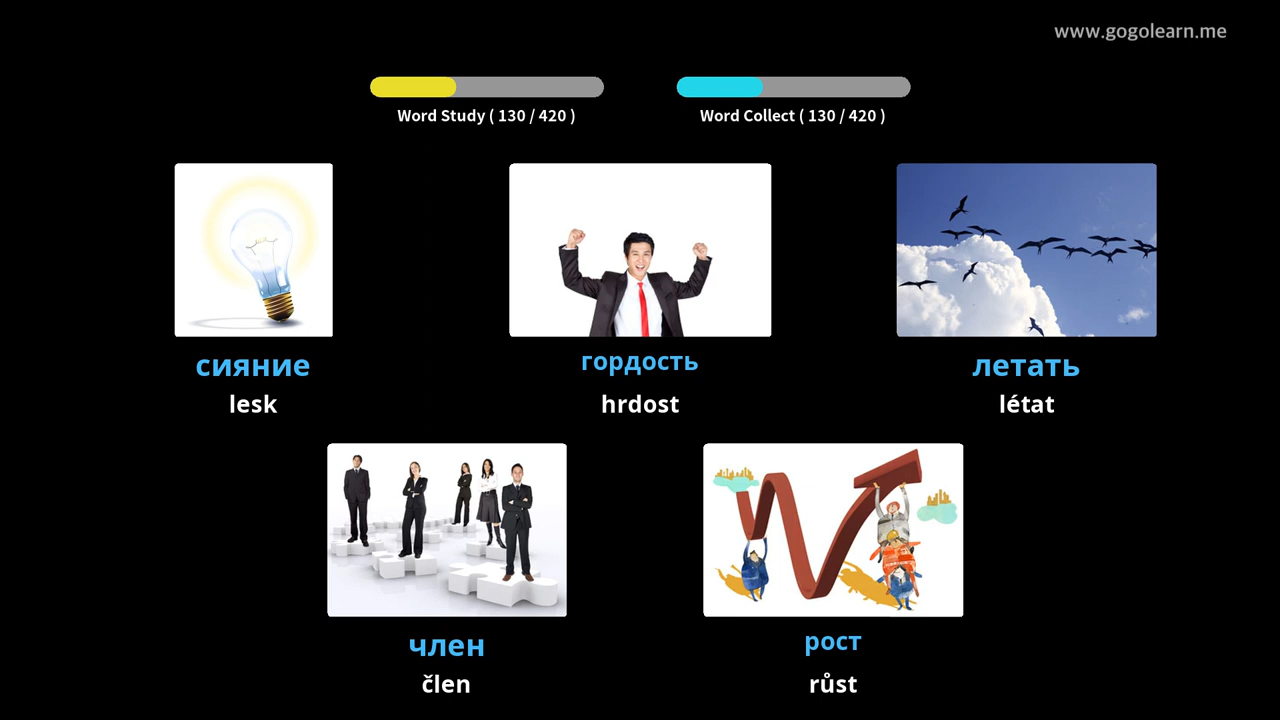 www.gogolearn.me
Word Study ( 130 / 420 )
Word Collect ( 130 / 420 )
сияние
lesk
гордость
hrdost
летать
létat
член
člen
рост
růst